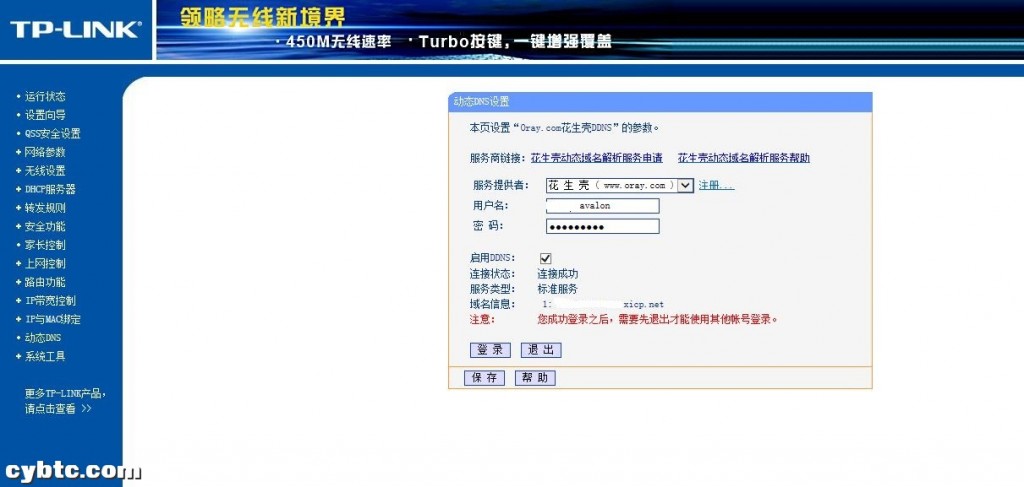 TP-LINK®
领略无线新境界
·450M无线速率 ·Turbo按键，一键增强覆盖
• 运行状态
• 设置向导
• QSS安全设置
+ 网络参数
+ 无线设置
+ DHCP服务器
+ 转发规则
+ 安全功能
• 家长控制
+ 上网控制
+ 路由功能
+ IP带宽控制
+ IP与MAC绑定
• 动态DNS
+ 系统工具
更多TP-LINK产品，
请点击查看 >>
动态DNS设置
本页设置“Oray.com花生壳DDNS”的参数。
服务商链接： 花生壳动态域名解析服务申请 花生壳动态域名解析服务帮助
服务提供者： 花 生 壳 ( www.oray.com ) 注册...
用户名： avalon
密 码： ●●●●●●●●●
启用DDNS：
连接状态： 连接成功
服务类型： 标准服务
域名信息： 1: xicp.net
注意： 您成功登录之后，需要先退出才能使用其他帐号登录。
登 录 退 出
保 存 帮 助
cybtc.com